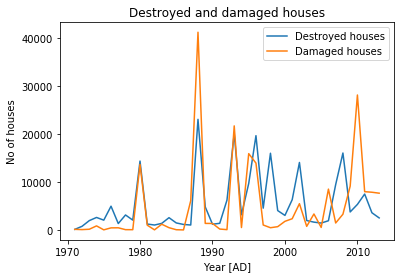 Destroyed and damaged houses
Destroyed houses
Damaged houses
No of houses
40000
30000
20000
10000
0
1970
1980
1990
2000
2010
Year [AD]